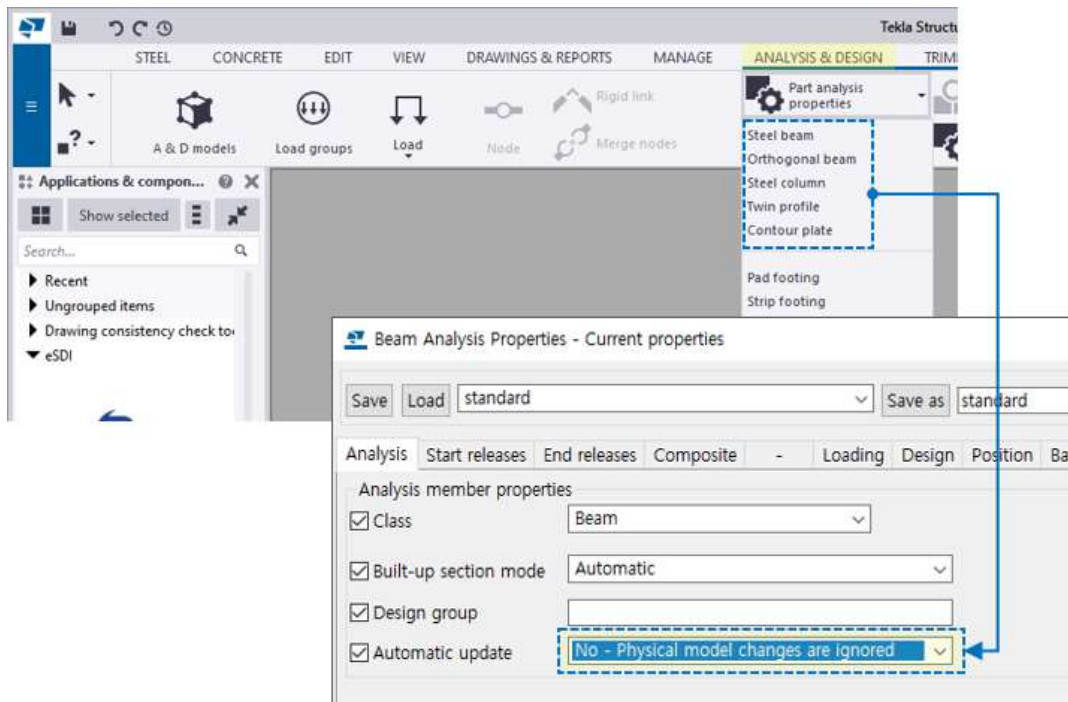 Tekla Structu
STEEL CONCRETE EDIT VIEW DRAWINGS & REPORTS MANAGE ANALYSIS & DESIGN TRIM
Part analysis
properties
Rigid link
A & D models Load groups Load Node Merge nodes
Steel beam
Orthogonal beam
Steel column
Twin profile
Contour plate
Pad footing
Strip footing
Applications & compon...
Show selected
Search...
Recent
Ungrouped items
Drawing consistency check too
eSDI
Beam Analysis Properties - Current properties
Save Load standard Save as standard
Analysis Start releases End releases Composite - Loading Design Position Ba
Analysis member properties
Class Beam
Built-up section mode Automatic
Design group
Automatic update No - Physical model changes are ignored